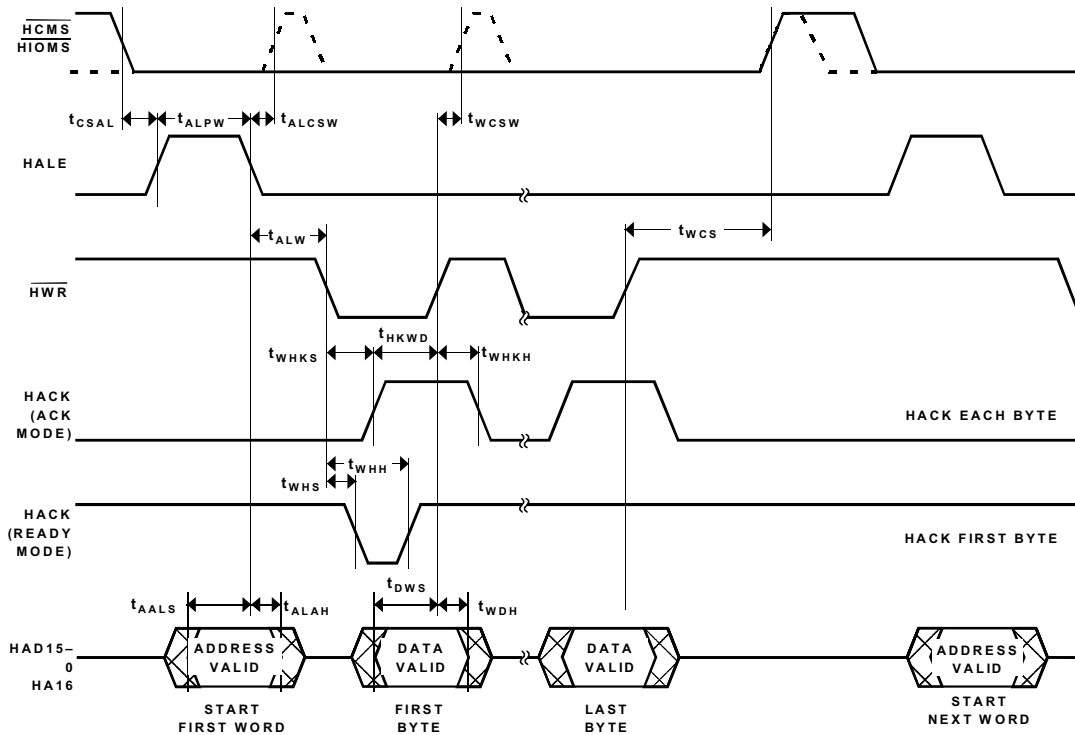 HCMS
HIOMS
tCSAL
tALPW
tALCSW
tWCSW
HALE
tALW
tWCS
HWR
tHKWD
tWHKS
tWHKH
HACK
(ACK
MODE)
HACK EACH BYTE
tWHH
tWHS
HACK
(READY
MODE)
HACK FIRST BYTE
tDWS
tAALS
tALAH
tWDH
HAD15–
0
HA16
ADDRESS
VALID
DATA
VALID
DATA
VALID
ADDRESS
VALID
START
FIRST WORD
FIRST
BYTE
LAST
BYTE
START
NEXT WORD